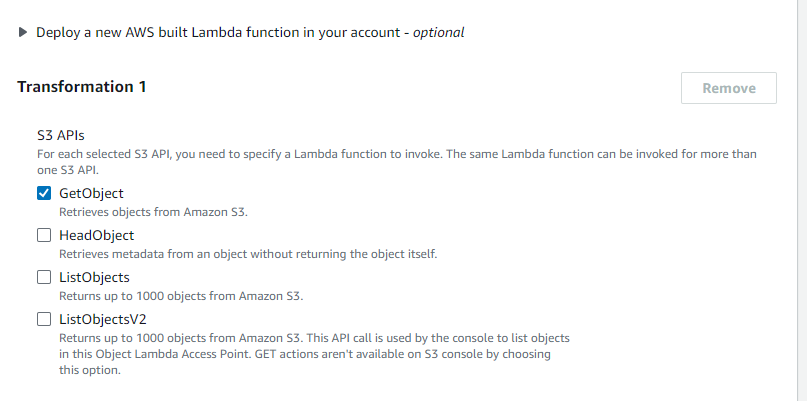 Deploy a new AWS built Lambda function in your account - optional
Transformation 1
Remove
S3 APIs
For each selected S3 API, you need to specify a Lambda function to invoke. The same Lambda function can be invoked for more than
one S3 API.
GetObject
Retrieves objects from Amazon S3.
HeadObject
Retrieves metadata from an object without returning the object itself.
ListObjects
Returns up to 1000 objects from Amazon S3.
ListObjectsV2
Returns up to 1000 objects from Amazon S3. This API call is used by the console to list objects
in this Object Lambda Access Point. GET actions aren't available on S3 console by choosing
this option.